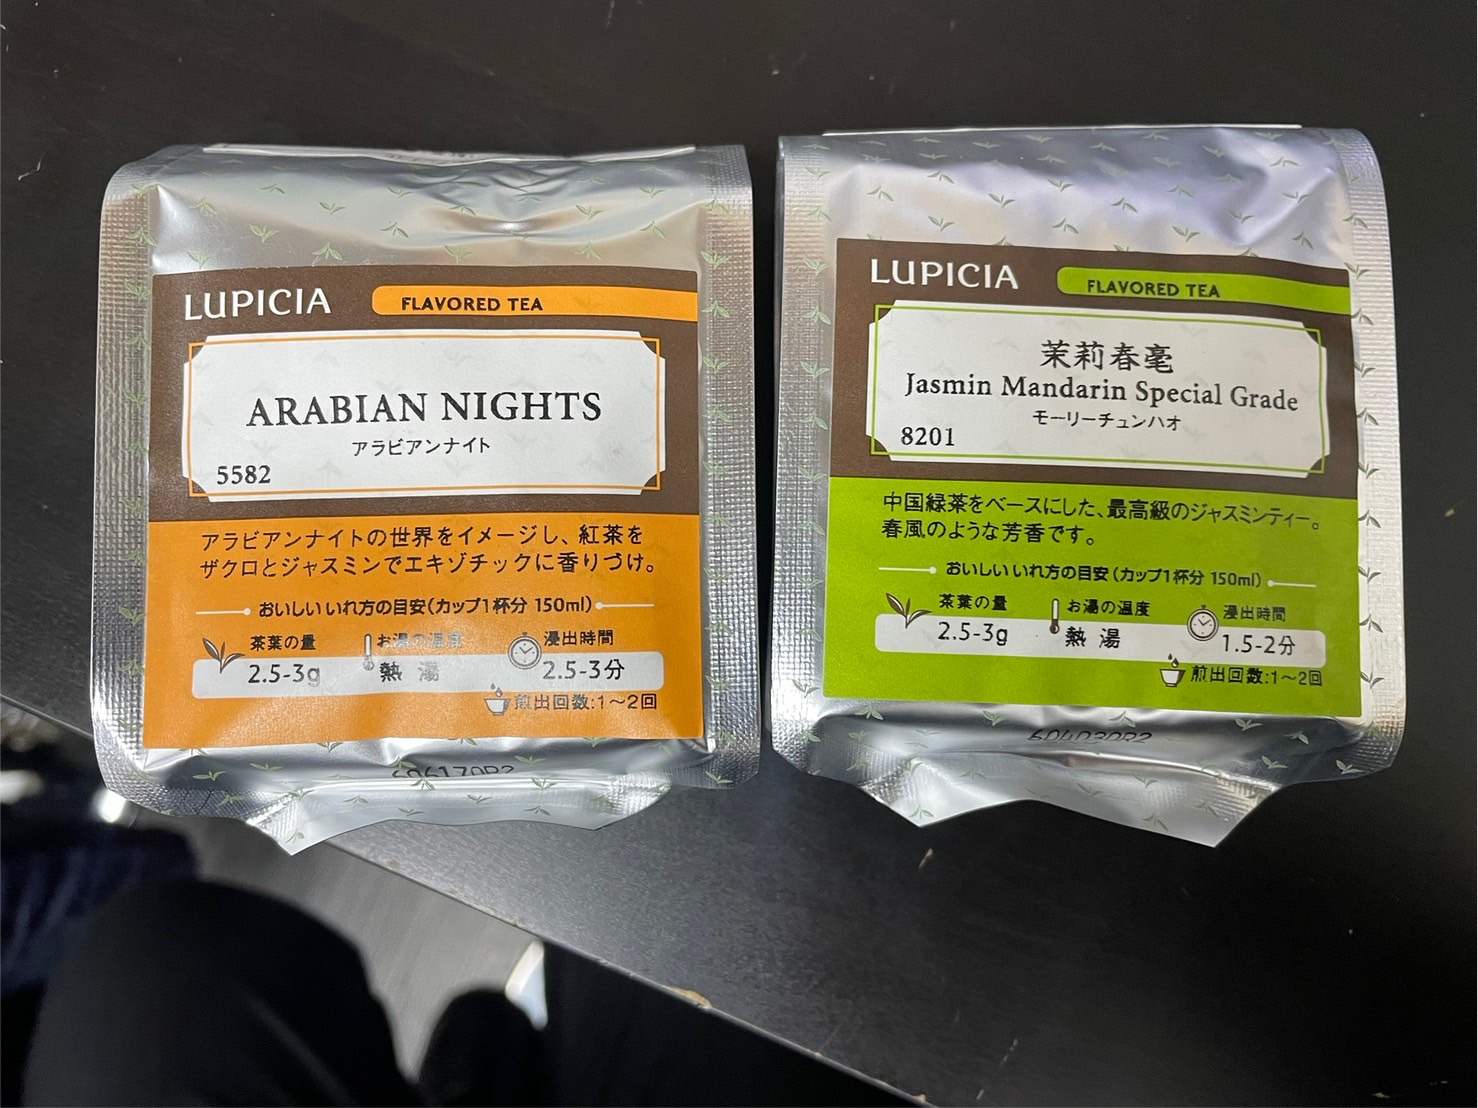 LUPICIA
FLAVORED TEA
ARABIAN NIGHTS
アラビアンナイト
5582
アラビアンナイトの世界をイメージし、紅茶を
ザクロとジャスミンでエキゾチックに香りづけ。
おいしいいれ方の目安(カップ1杯分 150ml)
茶葉の量
お湯の温度
浸出時間
2.5-3g
熱 湯
2.5-3分
煎出回数:1〜2回
LUPICIA
FLAVORED TEA
茉莉春毫
Jasmin Mandarin Special Grade
モーリーチュンハオ
8201
中国緑茶をベースにした、最高級のジャスミンティー。
春風のような芳香です。
おいしいいれ方の目安(カップ1杯分 150ml)
茶葉の量
お湯の温度
浸出時間
2.5-3g
熱 湯
1.5-2分
煎出回数:1〜2回